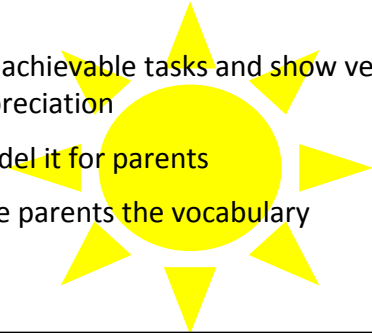 achievable tasks and show ve
preciation
del it for parents
e parents the vocabulary